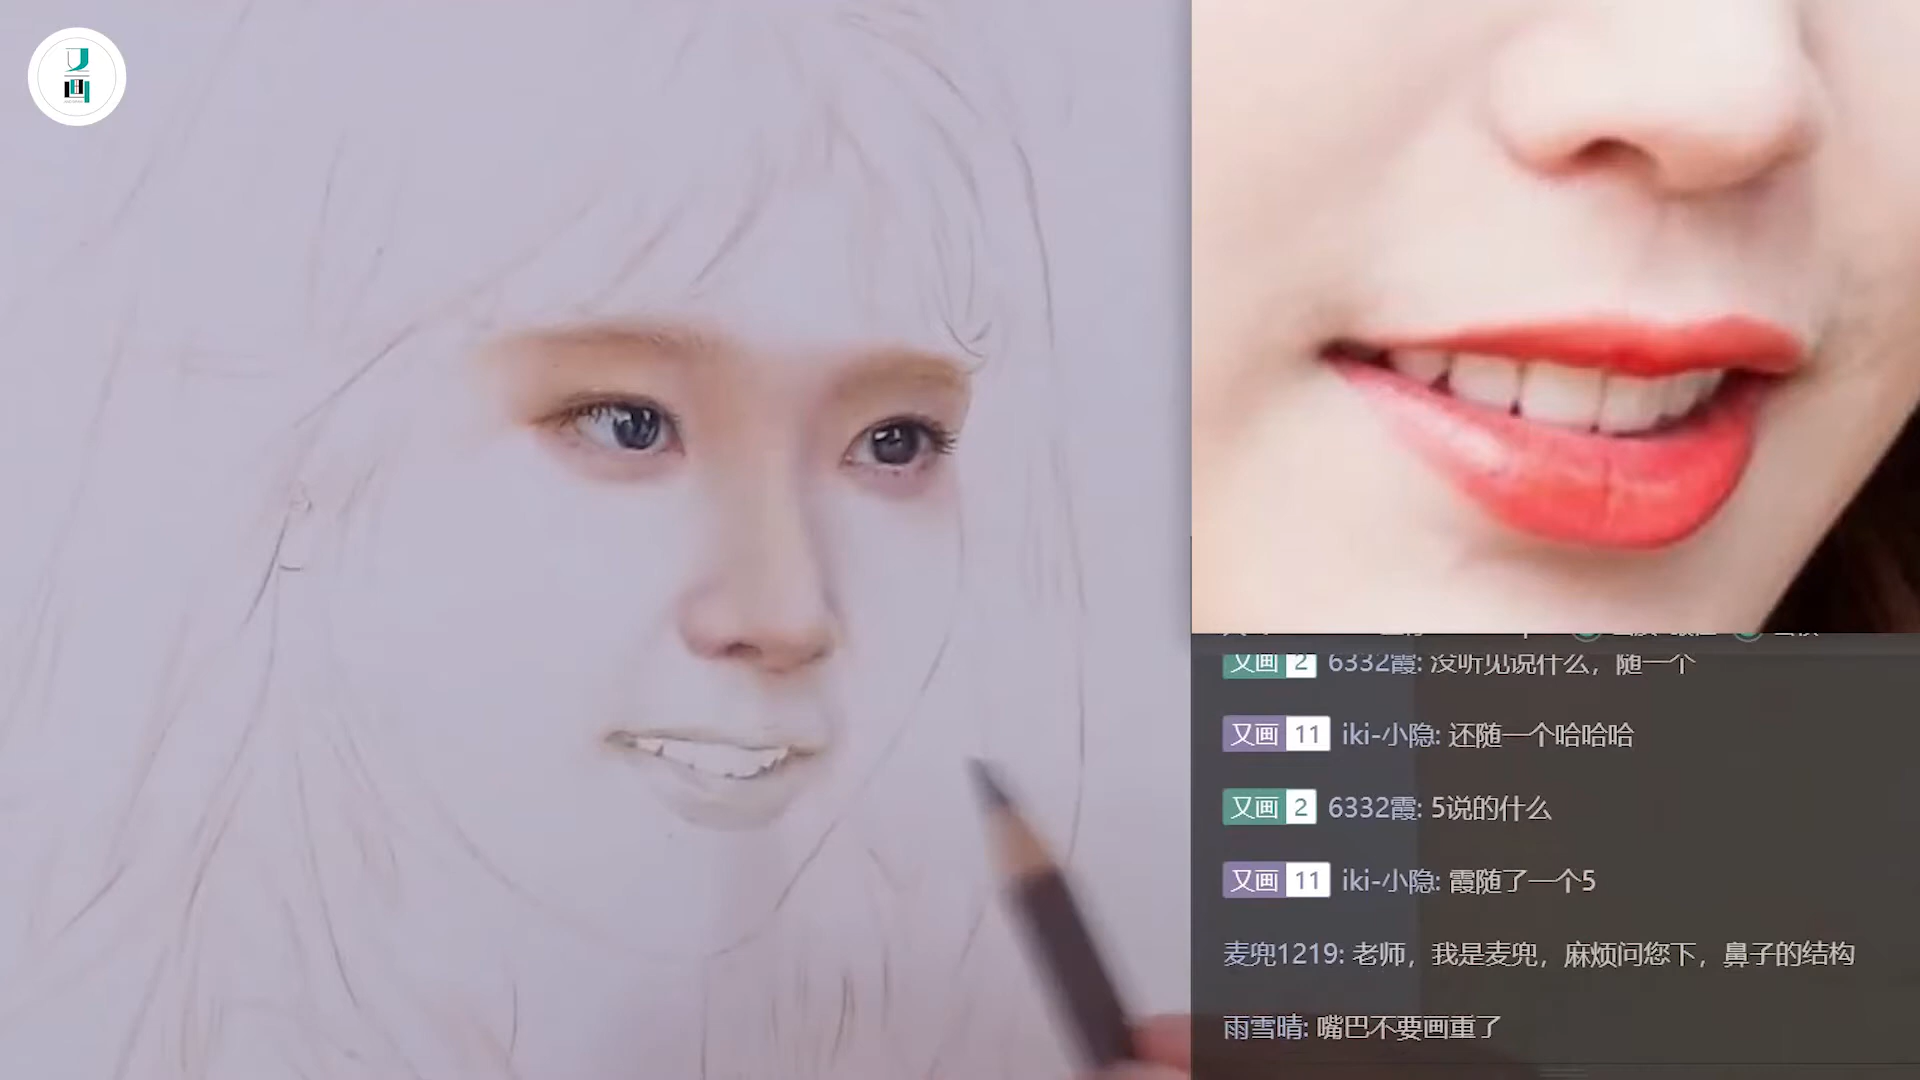 又画 2 6332霞: 没听见说什么，随一个
又画 11 iki-小隐: 还随一个哈哈哈
又画 2 6332霞: 5说的什么
又画 11 iki-小隐: 霞随了一个5
麦兜1219: 老师，我是麦兜，麻烦问您下，鼻子的结构
雨雪晴: 嘴巴不要画重了